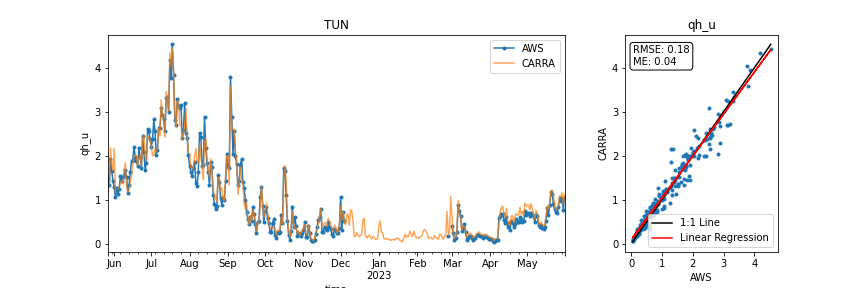 TUN
qh_u
4
3
2
1
0
AWS
CARRA
Jun Jul Aug Sep Oct Nov Dec Jan Feb Mar Apr May
2023
time
qh_u
CARRA
4
3
2
1
0
RMSE: 0.18
ME: 0.04
1:1 Line
Linear Regression
0 1 2 3 4
AWS